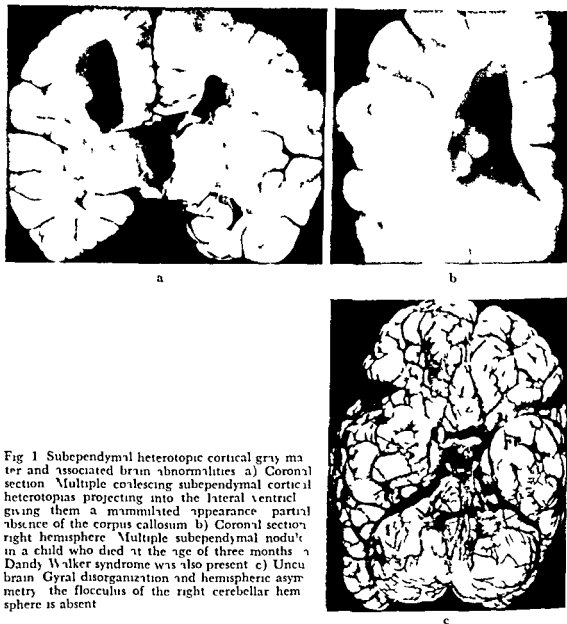 a
b
Fig 1 Subependymal heterotopic cortical gray ma
ter and associated brain abnormalities a) Coronal
section Multiple coalescing subependymal cortical
heterotopias projecting into the lateral ventricl
giving them a mammilated appearance partial
absence of the corpus callosum b) Coronal section
right hemisphere Multiple subependymal nodule
in a child who died at the age of three months a
Dandy Walker syndrome was also present c) Uncu
brain Gyral disorganization and hemispheric asym
metry the flocculus of the right cerebellar hem
sphere is absent
c